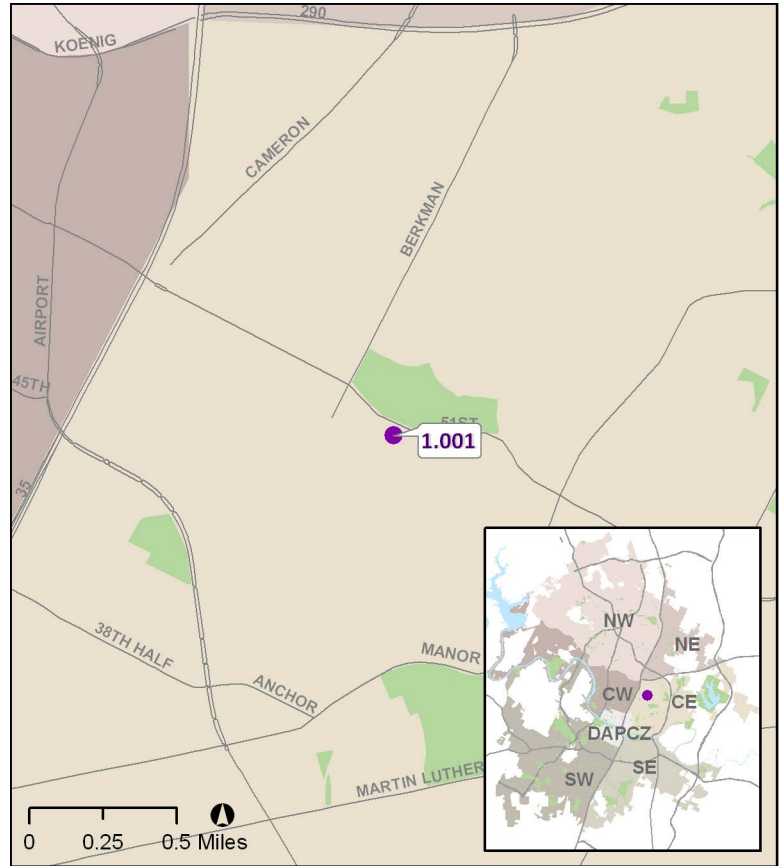 290
KOENIG
CAMERON
BERKMAN
AIRPORT
45TH
51ST
1.001
35
38TH HALF
ANCHOR
MANOR
MARTIN LUTHER
0 0.25 0.5 Miles
NW
NE
CW
CE
DAPCZ
SW
SE